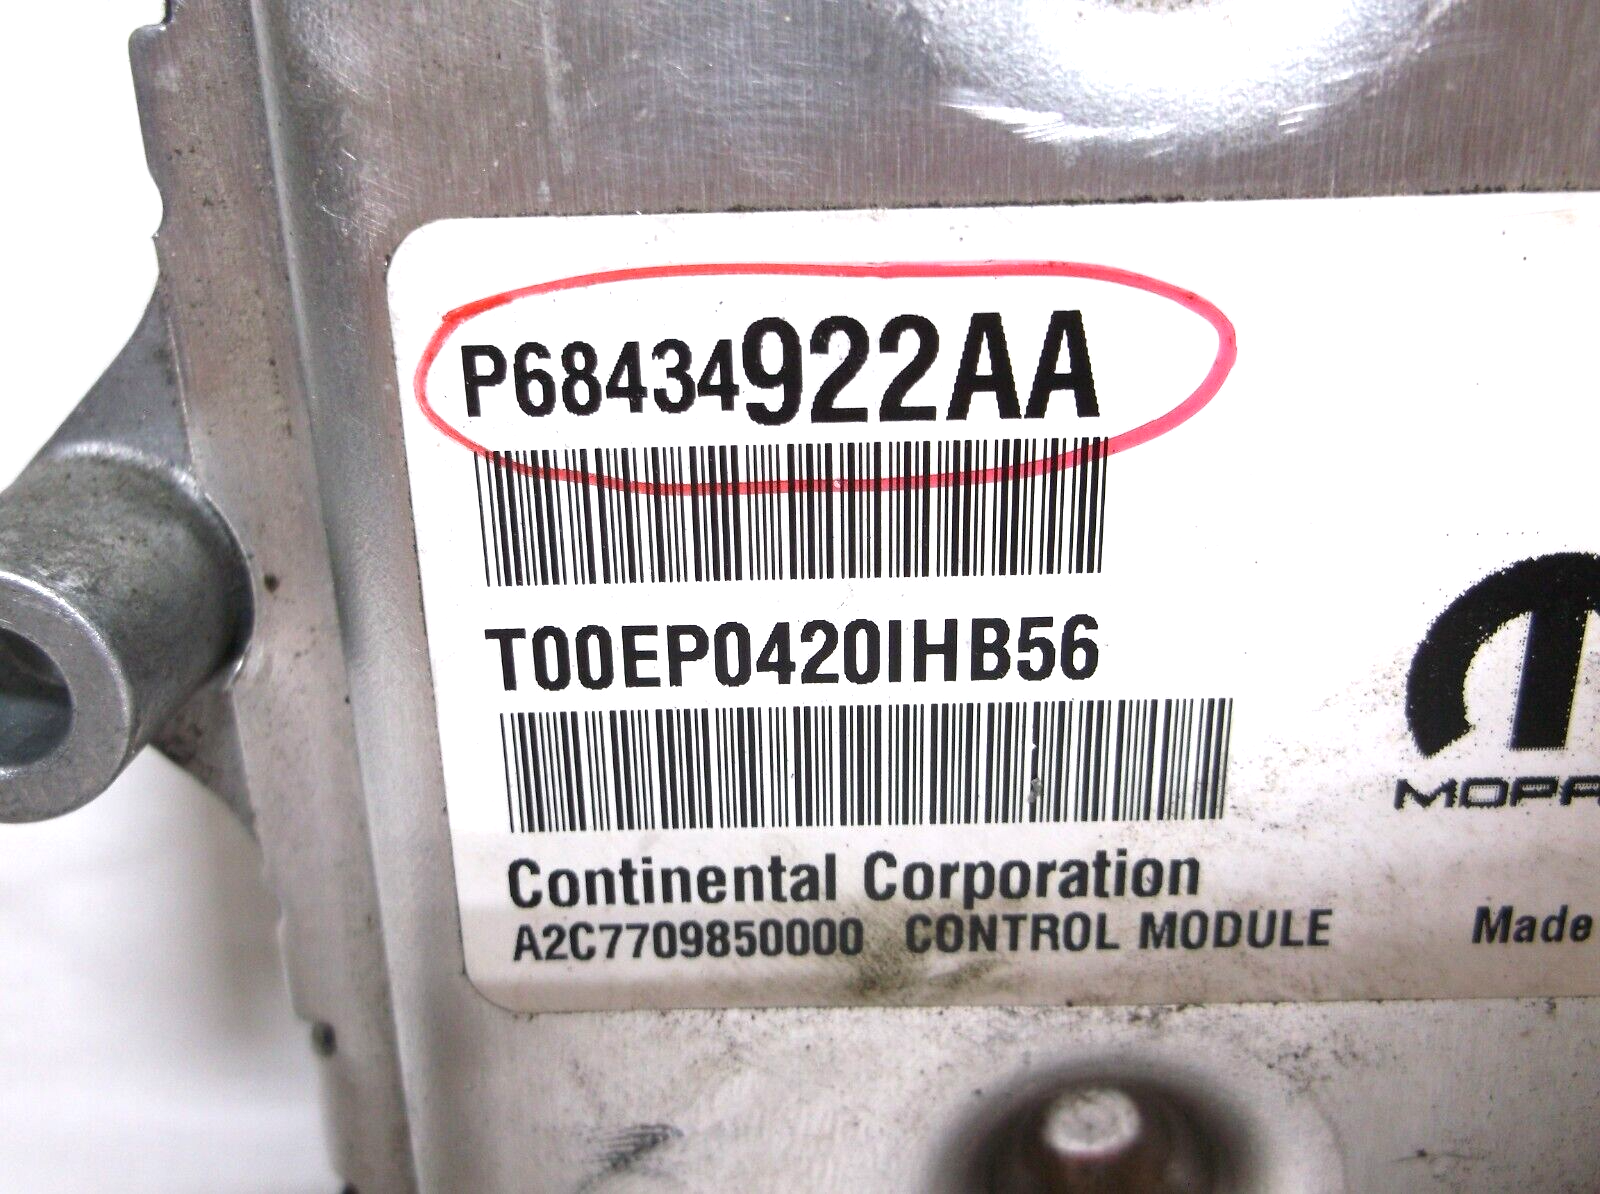 P68434922AA
T00EP0420IHB56
Continental Corporation
A2C7709850000 CONTROL MODULE
Made